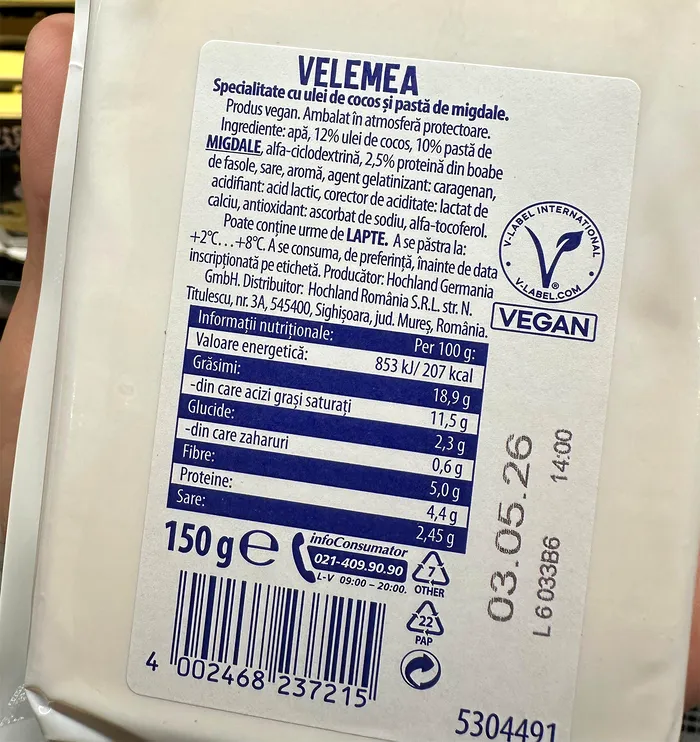 VELEMEA
Specialitate cu ulei de cocos și pastă de migdale.
Produs vegan. Ambalat în atmosferă protectoare.
Ingrediente: apă, 12% ulei de cocos, 10% pastă de
MIGDALE, alfa-ciclodextrină, 2,5% proteină din boabe
de fasole, sare, aromă, agent gelatinizant: caragenan,
acidifiant: acid lactic, corector de aciditate: lactat de
calciu, antioxidant: ascorbat de sodiu, alfa-tocoferol.
Poate conține urme de LAPTE. A se păstra la:
+2°C...+8°C. A se consuma, de preferință, înainte de data
inscripționată pe etichetă. Producător: Hochland Germania
GmbH. Distribuitor: Hochland România S.R.L. str. N.
Titulescu, nr. 3A, 545400, Sighișoara, jud. Mureș, România.
Informații nutriționale: Per 100 g:
Valoare energetică: 853 kJ/ 207 kcal
Grăsimi: 18,9 g
-din care acizi grași saturați 11,5 g
Glucide: 2,3 g
-din care zaharuri 0,6 g
Fibre: 5,0 g
Proteine: 4,4 g
Sare: 2,45 g
V-LABEL INTERNATIONAL
V-LABEL.COM
®
VEGAN
150 g e
infoConsumator
021-409.90.90
L-V 09:00 – 20:00.
7
OTHER
22
PAP
03.05.26
L6 033B6 14:00
4 002468 237215
5304491